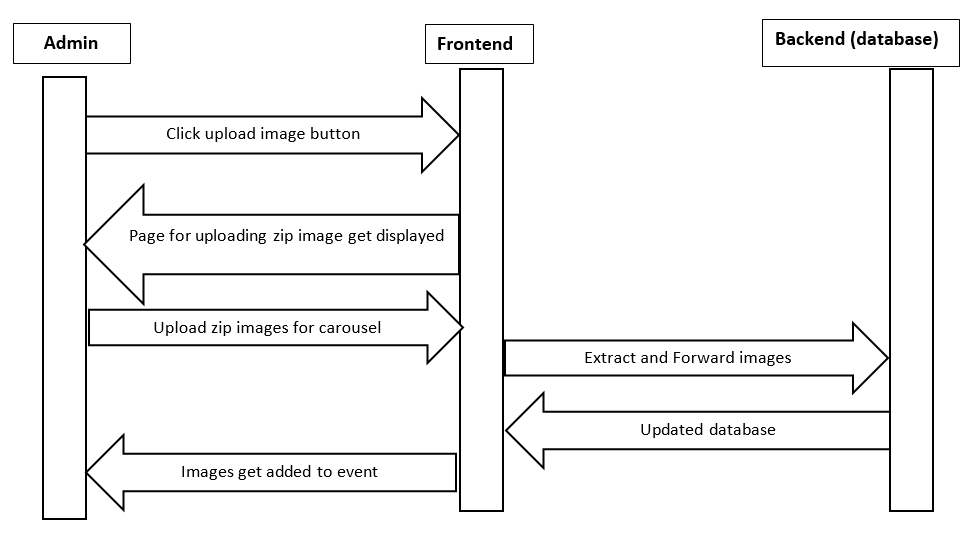 Admin
Frontend
Backend (database)
Click upload image button
Page for uploading zip image get displayed
Upload zip images for carousel
Extract and Forward images
Updated database
Images get added to event